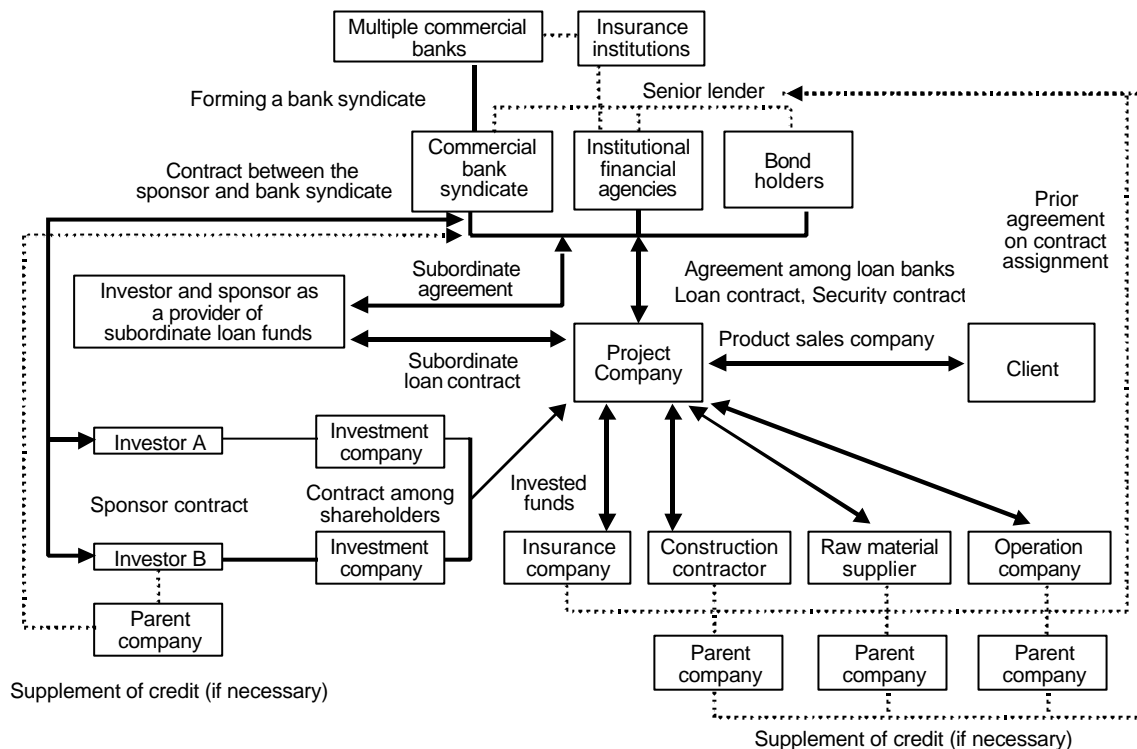 Multiple commercial
banks
Insurance
institutions
Forming a bank syndicate
Senior lender
Commercial
bank
syndicate
Institutional
financial
agencies
Bond
holders
Contract between the
sponsor and bank syndicate
Prior
agreement
on contract
assignment
Subordinate
agreement
Agreement among loan banks
Loan contract, Security contract
Investor and sponsor as
a provider of
subordinate loan funds
Subordinate
loan contract
Project
Company
Product sales company
Client
Investor A
Investment
company
Sponsor contract
Contract among
shareholders
Invested
funds
Investor B
Investment
company
Insurance
company
Construction
contractor
Raw material
supplier
Operation
company
Parent
company
Parent
company
Parent
company
Parent
company
Supplement of credit (if necessary)
Supplement of credit (if necessary)